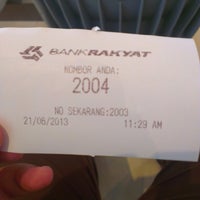 BANKRAKYAT
NOMBOR ANDA:
2004
NO SEKARANG:2003
21/06/2013 11:29 AM